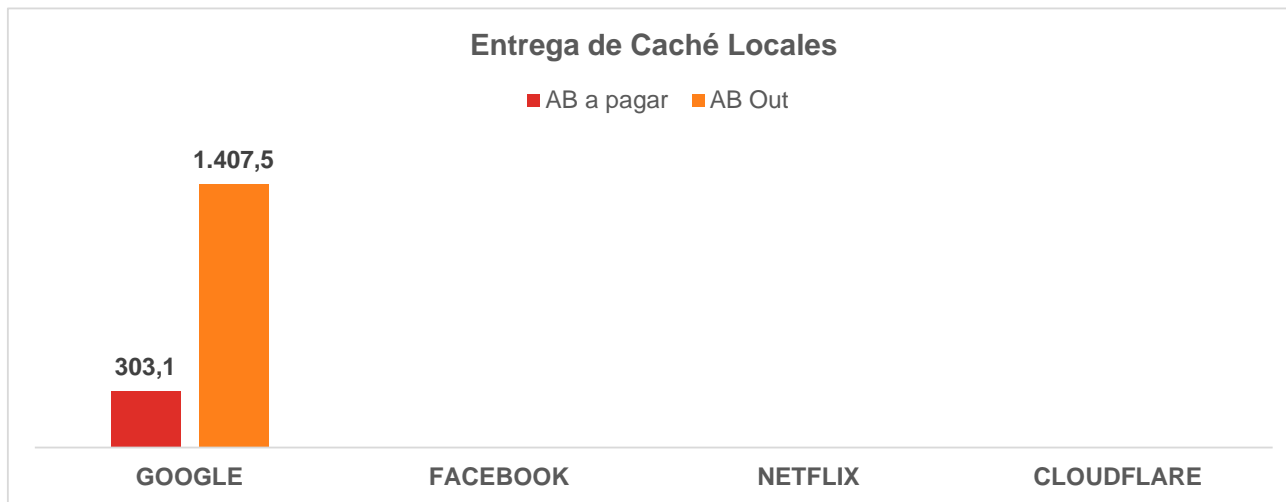 Entrega de Caché Locales
AB a pagar AB Out
1.407,5
303,1
GOOGLE FACEBOOK NETFLIX CLOUDFLARE